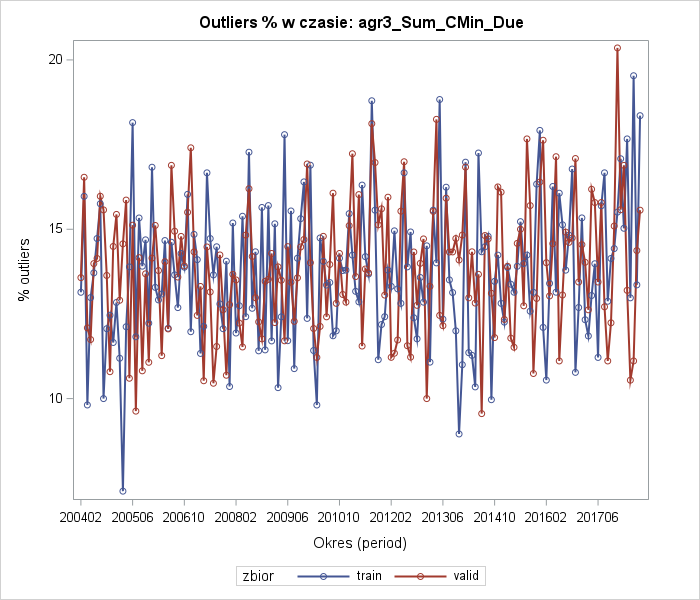 Outliers % w czasie: agr3_Sum_CMin_Due
% outliers
20
15
10
200402 200506 200610 200802 200906 201010 201202 201306 201410 201602 201706
Okres (period)
zbior train valid